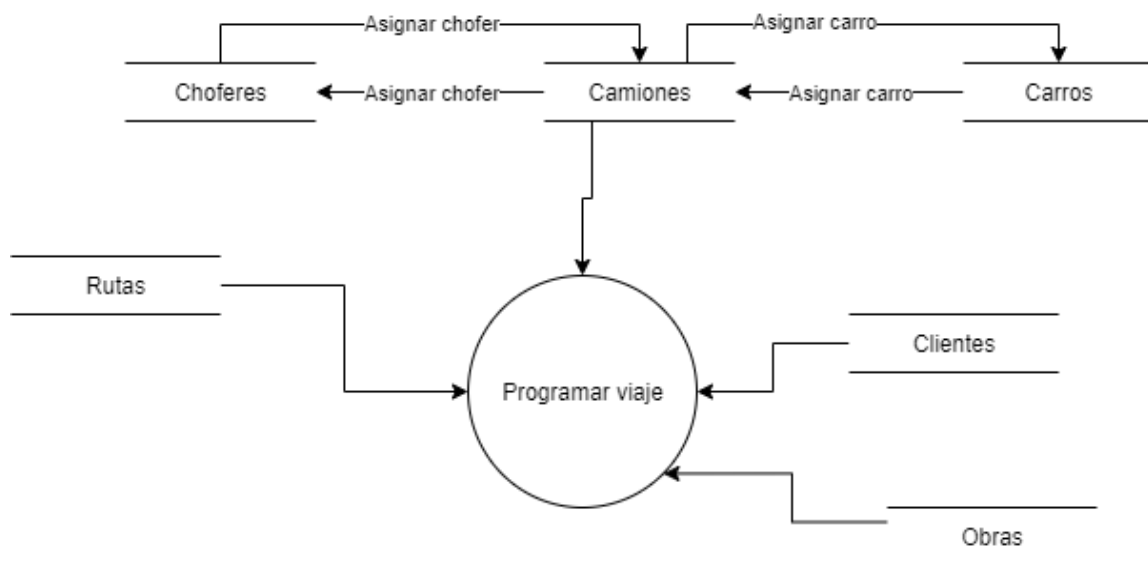 Asignar chofer
Asignar carro
Choferes
Asignar chofer
Camiones
Asignar carro
Carros
Rutas
Clientes
Programar viaje
Obras